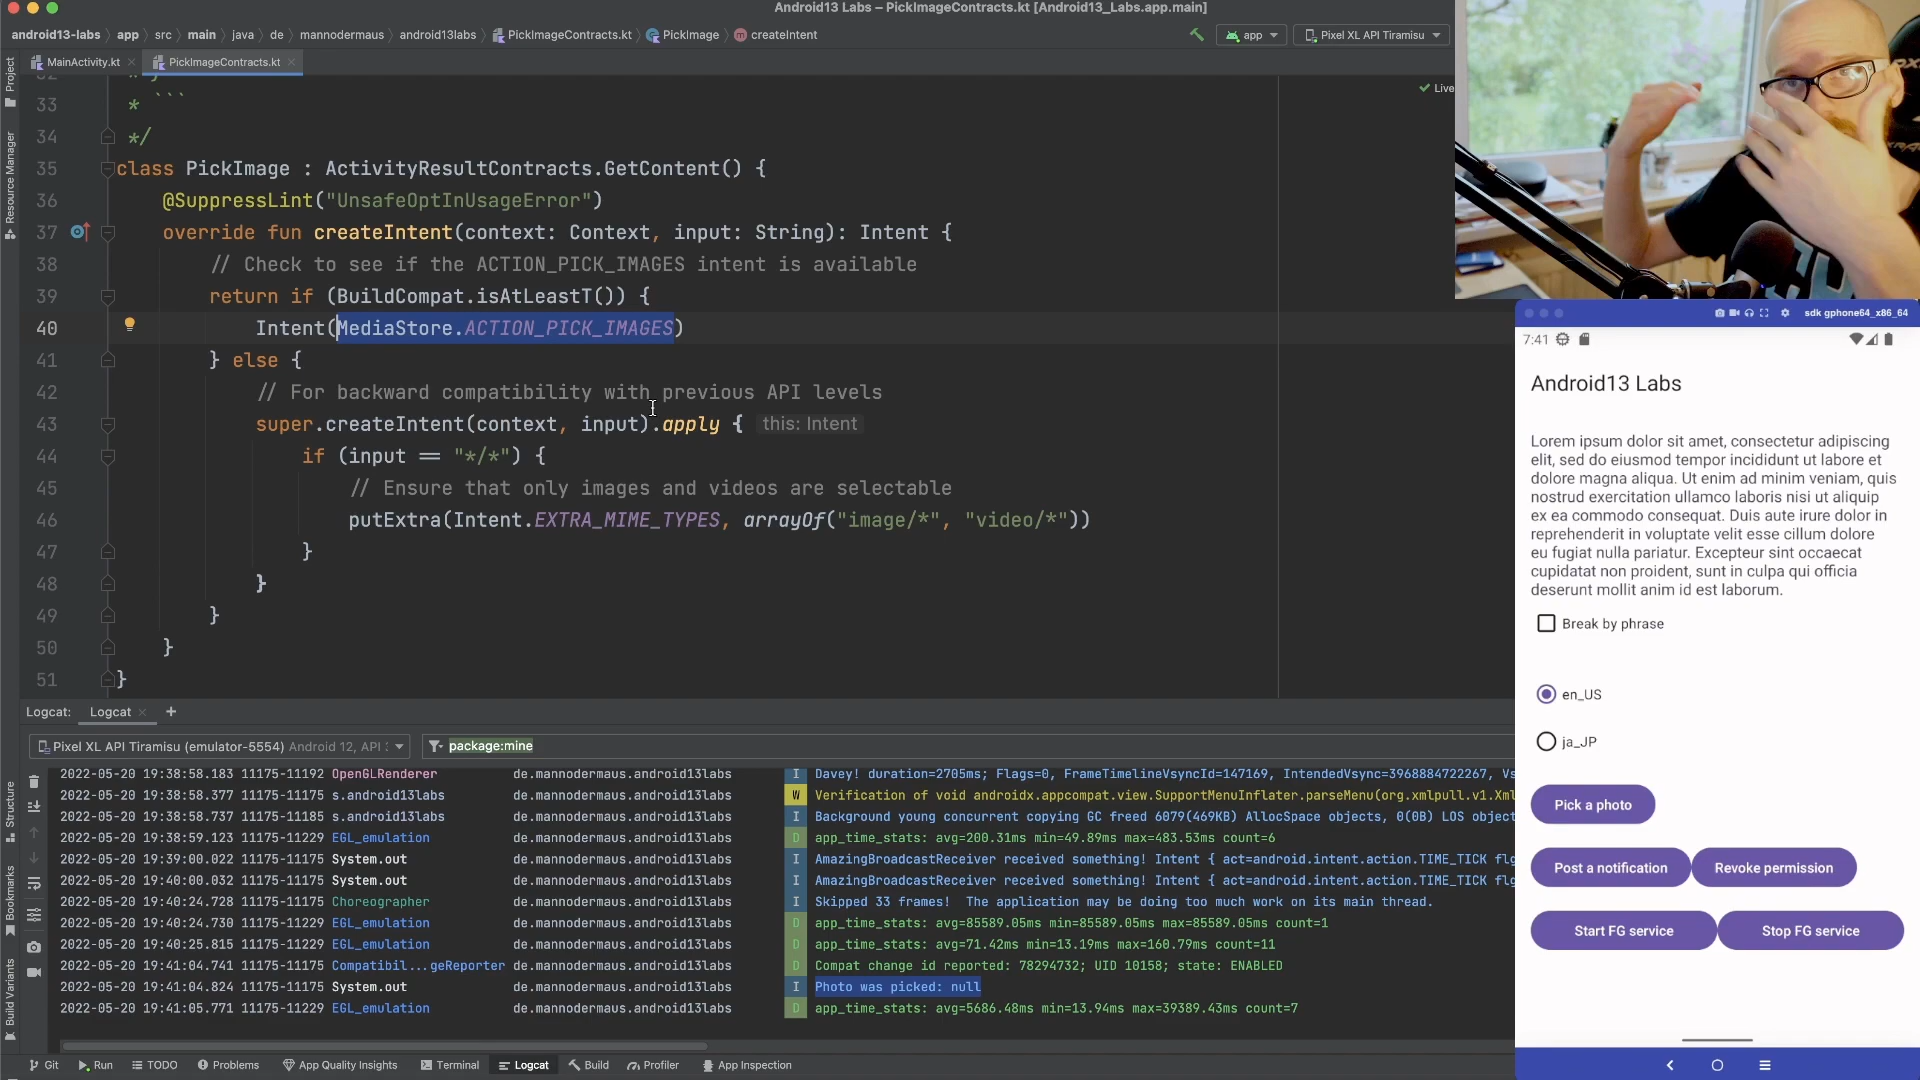 Android13 Labs – PickImageContracts.kt [Android13_Labs.app.main]
android13-labs app src main java de mannodermaus android13labs PickImageContracts.kt PickImage createIntent
app Pixel XL API Tiramisu
MainActivity.kt PickImageContracts.kt
Project
Resource Manager
Structure
Bookmarks
Build Variants
Live
33 * ```
34 */
35 class PickImage : ActivityResultContracts.GetContent() {
36 @SuppressLint("UnsafeOptInUsageError")
37 override fun createIntent(context: Context, input: String): Intent {
38 // Check to see if the ACTION_PICK_IMAGES intent is available
39 return if (BuildCompat.isAtLeastT()) {
40 Intent(MediaStore.ACTION_PICK_IMAGES)
41 } else {
42 // For backward compatibility with previous API levels
43 super.createIntent(context, input).apply { this: Intent
44 if (input == "*/*") {
45 // Ensure that only images and videos are selectable
46 putExtra(Intent.EXTRA_MIME_TYPES, arrayOf("image/*", "video/*"))
47 }
48 }
49 }
50 }
51 }
Logcat: Logcat +
Pixel XL API Tiramisu (emulator-5554) Android 12, API package:mine
2022-05-20 19:38:58.183 11175-11192 OpenGLRenderer de.mannodermaus.android13labs I Davey! duration=2705ms; Flags=0, FrameTimelineVsyncId=147169, IntendedVsync=3968884722267, Vs
2022-05-20 19:38:58.377 11175-11175 s.android13labs de.mannodermaus.android13labs W Verification of void androidx.appcompat.view.SupportMenuInflater.parseMenu(org.xmlpull.v1.Xml
2022-05-20 19:38:58.737 11175-11185 s.android13labs de.mannodermaus.android13labs I Background young concurrent copying GC freed 6079(469KB) AllocSpace objects, 0(0B) LOS object
2022-05-20 19:38:59.123 11175-11229 EGL_emulation de.mannodermaus.android13labs D app_time_stats: avg=200.31ms min=49.89ms max=483.53ms count=6
2022-05-20 19:39:00.022 11175-11175 System.out de.mannodermaus.android13labs I AmazingBroadcastReceiver received something! Intent { act=android.intent.action.TIME_TICK flg
2022-05-20 19:40:00.032 11175-11175 System.out de.mannodermaus.android13labs I AmazingBroadcastReceiver received something! Intent { act=android.intent.action.TIME_TICK flg
2022-05-20 19:40:24.728 11175-11175 Choreographer de.mannodermaus.android13labs I Skipped 33 frames! The application may be doing too much work on its main thread.
2022-05-20 19:40:24.730 11175-11229 EGL_emulation de.mannodermaus.android13labs D app_time_stats: avg=85589.05ms min=85589.05ms max=85589.05ms count=1
2022-05-20 19:40:25.815 11175-11229 EGL_emulation de.mannodermaus.android13labs D app_time_stats: avg=71.42ms min=13.19ms max=160.79ms count=11
2022-05-20 19:41:04.741 11175-11175 Compatibil...geReporter de.mannodermaus.android13labs D Compat change id reported: 78294732; UID 10158; state: ENABLED
2022-05-20 19:41:04.824 11175-11175 System.out de.mannodermaus.android13labs I Photo was picked: null
2022-05-20 19:41:05.771 11175-11229 EGL_emulation de.mannodermaus.android13labs D app_time_stats: avg=5686.48ms min=13.94ms max=39389.43ms count=7
Git Run TODO Problems App Quality Insights Terminal Logcat Build Profiler App Inspection
sdk gphone64_x86_64
7:41
Android13 Labs
Lorem ipsum dolor sit amet, consectetur adipiscing
elit, sed do eiusmod tempor incididunt ut labore et
dolore magna aliqua. Ut enim ad minim veniam, quis
nostrud exercitation ullamco laboris nisi ut aliquip
ex ea commodo consequat. Duis aute irure dolor in
reprehenderit in voluptate velit esse cillum dolore
eu fugiat nulla pariatur. Excepteur sint occaecat
cupidatat non proident, sunt in culpa qui officia
deserunt mollit anim id est laborum.
Break by phrase
en_US
ja_JP
Pick a photo
Post a notification Revoke permission
Start FG service Stop FG service